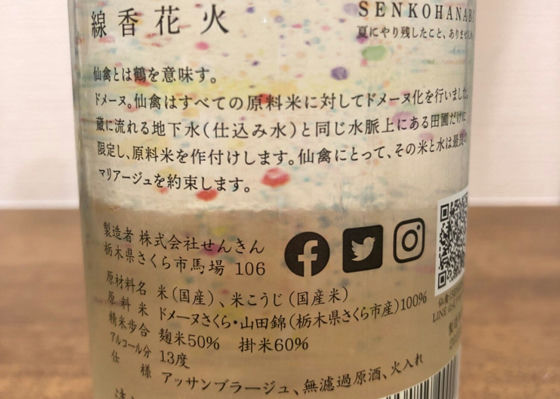 線香花火
SENKOHANAB
夏にやり残したこと、ありませ
仙禽とは鶴を意味す。
ドメーヌ。仙禽はすべての原料米に対してドメーヌ化を行いました
蔵に流れる地下水(仕込み水)と同じ水脈上にある田圃だけに
限定し、原料米を作付けします。仙禽にとって、その米と水は最
マリアージュを約束します。
製造者 株式会社せんきん
栃木県さくら市馬場 106
原材料名 米(国産)、米こうじ(国産米)
原料米 ドメーヌさくら・山田錦(栃木県さくら市産)100%
精米歩合 麹米50% 掛米60%
アルコール分 13度
仕様 アッサンブラージュ、無濾過原酒、火入れ
LINE